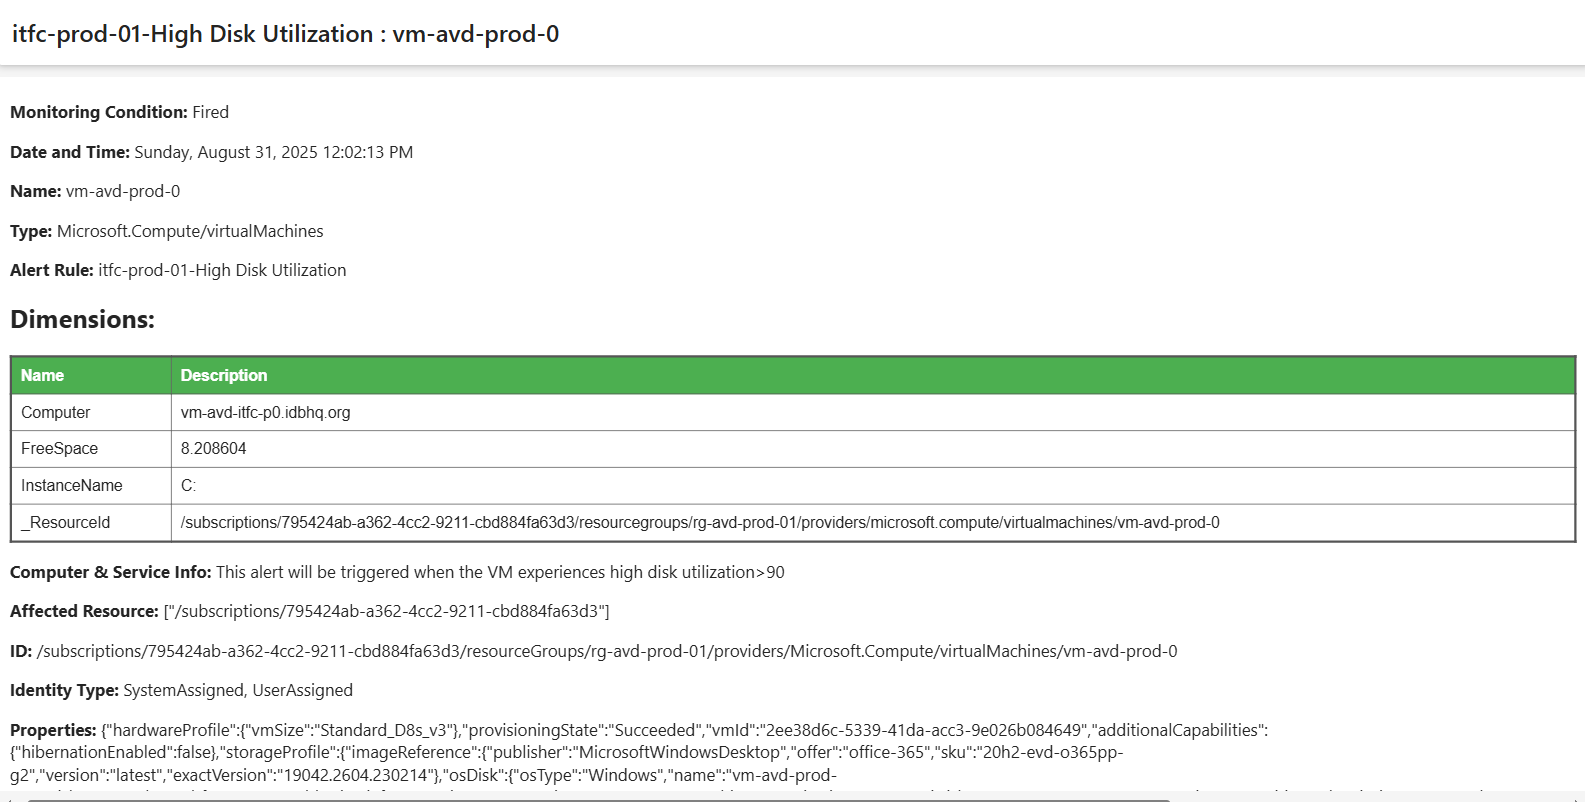 itfc-prod-01-High Disk Utilization : vm-avd-prod-0
Monitoring Condition: Fired
Date and Time: Sunday, August 31, 2025 12:02:13 PM
Name: vm-avd-prod-0
Type: Microsoft.Compute/virtualMachines
Alert Rule: itfc-prod-01-High Disk Utilization
Dimensions:
Name Description
Computer vm-avd-itfc-p0.idbhq.org
FreeSpace 8.208604
InstanceName C:
_ResourceId /subscriptions/795424ab-a362-4cc2-9211-cbd884fa63d3/resourcegroups/rg-avd-prod-01/providers/microsoft.compute/virtualmachines/vm-avd-prod-0
Computer & Service Info: This alert will be triggered when the VM experiences high disk utilization>90
Affected Resource: ["/subscriptions/795424ab-a362-4cc2-9211-cbd884fa63d3"]
ID: /subscriptions/795424ab-a362-4cc2-9211-cbd884fa63d3/resourceGroups/rg-avd-prod-01/providers/Microsoft.Compute/virtualMachines/vm-avd-prod-0
Identity Type: SystemAssigned, UserAssigned
Properties: {"hardwareProfile":{"vmSize":"Standard_D8s_v3"},"provisioningState":"Succeeded","vmId":"2ee38d6c-5339-41da-acc3-9e026b084649","additionalCapabilities":
{"hibernationEnabled":false},"storageProfile":{"imageReference":{"publisher":"MicrosoftWindowsDesktop","offer":"office-365","sku":"20h2-evd-o365pp-
g2","version":"latest","exactVersion":"19042.2604.230214"},"osDisk":{"osType":"Windows","name":"vm-avd-prod-